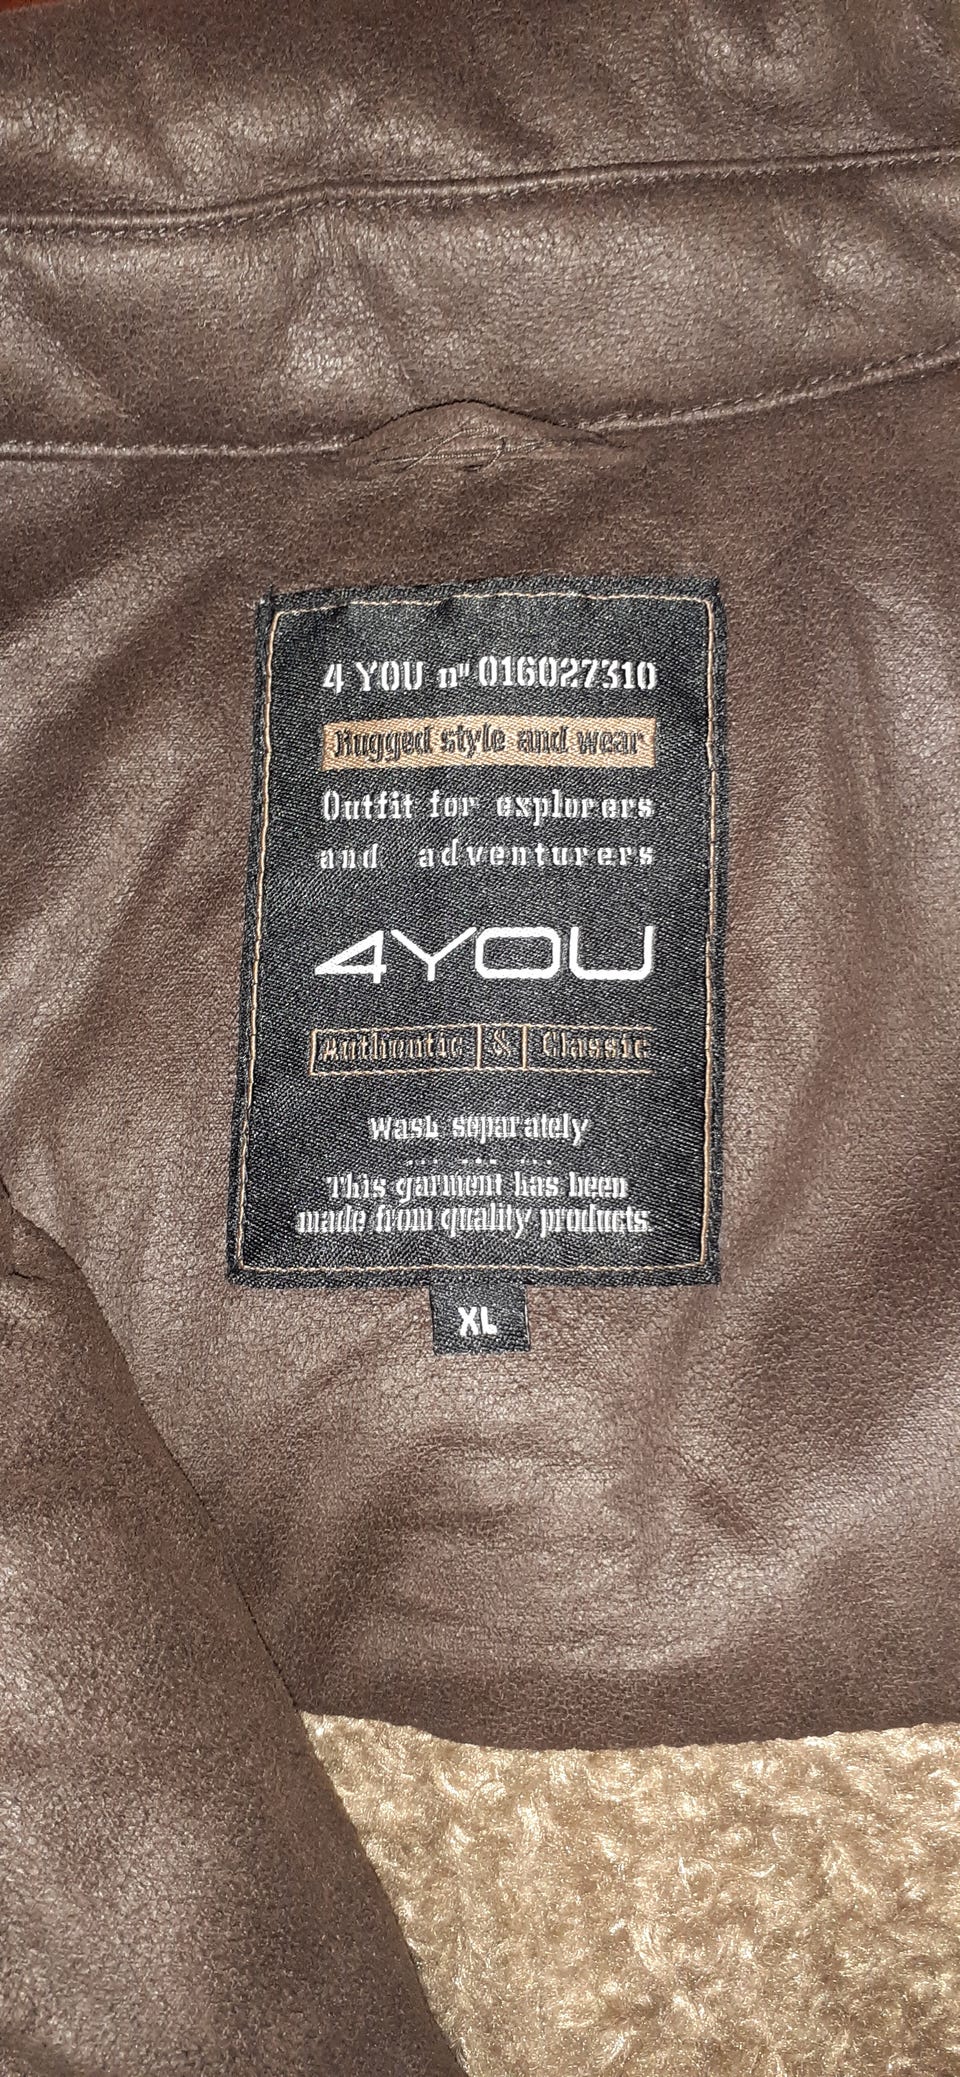 4 YOU nº 016027310
Rugged style and wear
Outfit for explorers
and adventurers
4YOU
Authentic & Classic
Wash separately
This garment has been
made from quality products.
XL